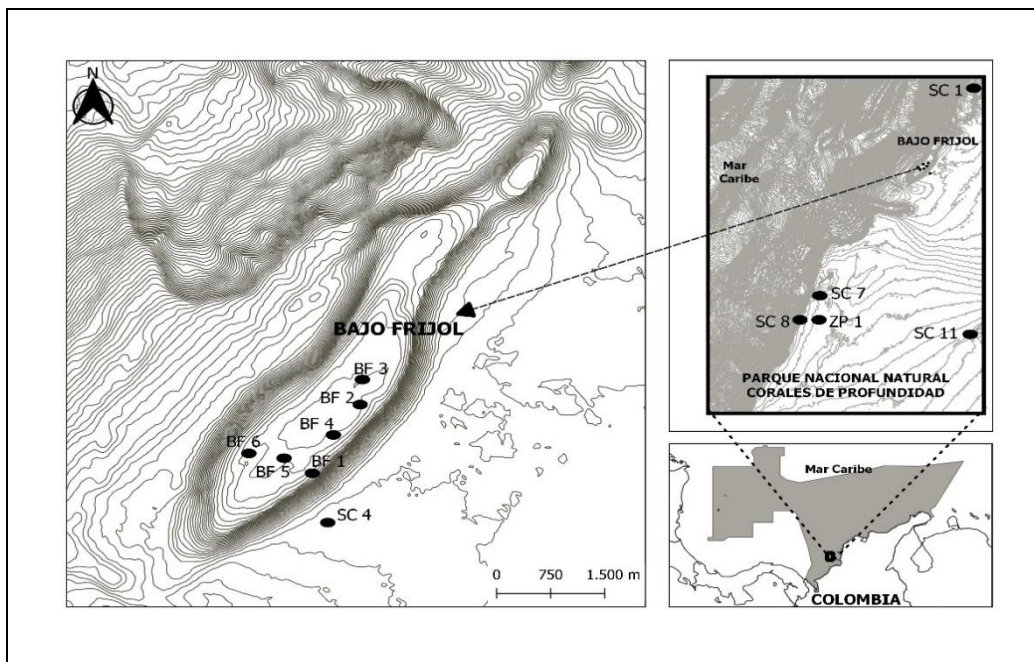 N
BAJO FRIJOL
BF 3
BF 2
BF 4
BF 6
BF 5
BF 1
SC 4
0 750 1.500 m
SC 1
BAJO FRIJOL
Mar
Caribe
SC 7
SC 8
ZP 1
SC 11
PARQUE NACIONAL NATURAL
CORALES DE PROFUNDIDAD
Mar Caribe
COLOMBIA